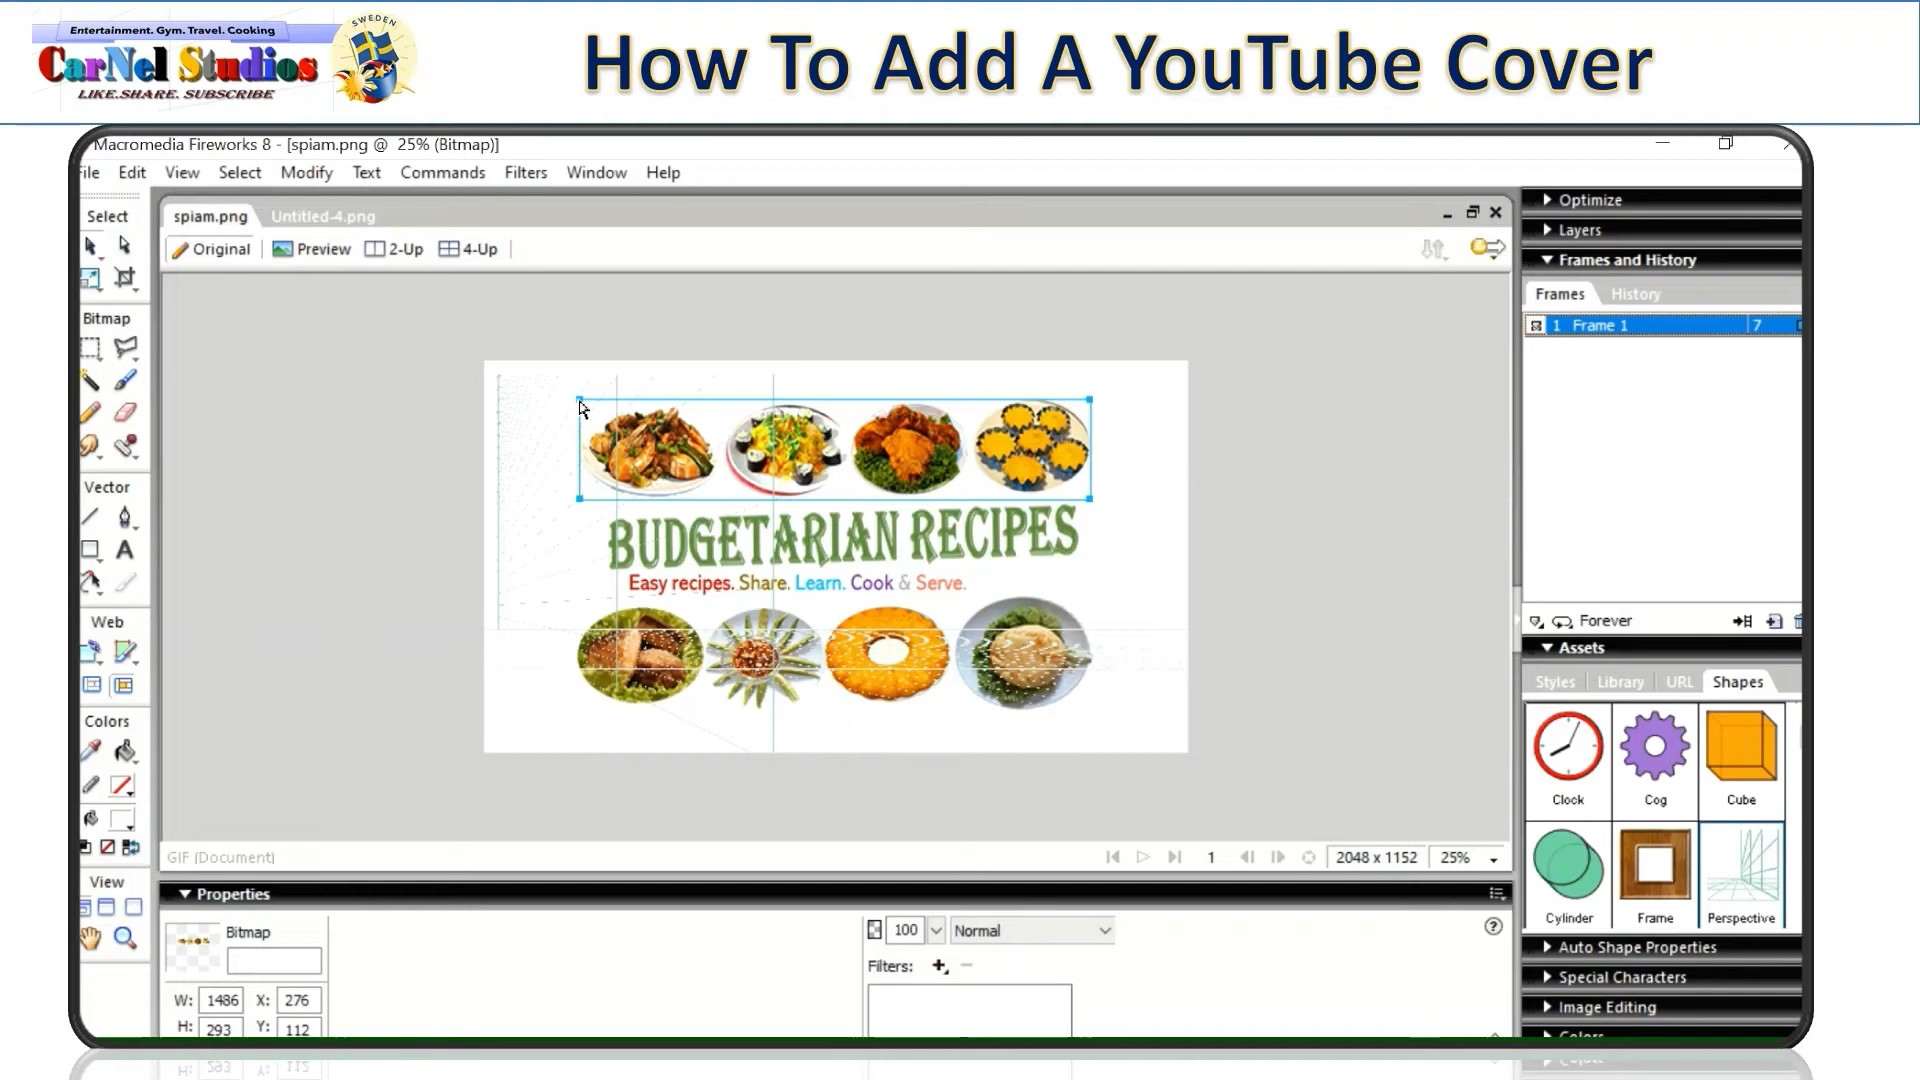 Entertainment. Gym. Travel. Cooking
CarNel Studios
LIKE.SHARE. SUBSCRIBE
SWEDEN
How To Add A YouTube Cover
Macromedia Fireworks 8 - [spiam.png @ 25% (Bitmap)]
ile Edit View Select Modify Text Commands Filters Window Help
Select
spiam.png Untitled-4.png
Original Preview 2-Up 4-Up
Optimize
Layers
Frames and History
Frames History
1 Frame 1 7
Bitmap
BUDGETARIAN RECIPES
Easy recipes. Share. Learn. Cook & Serve.
Vector
Web
Colors
View
Forever
Assets
Styles Library URL Shapes
Clock Cog Cube
Cylinder Frame Perspective
GIF (Document)
1 2048 x 1152 25%
Properties
Bitmap
100 Normal
Filters:
W: 1486 X: 276
H: 293 Y: 112
Auto Shape Properties
Special Characters
Image Editing
Colors